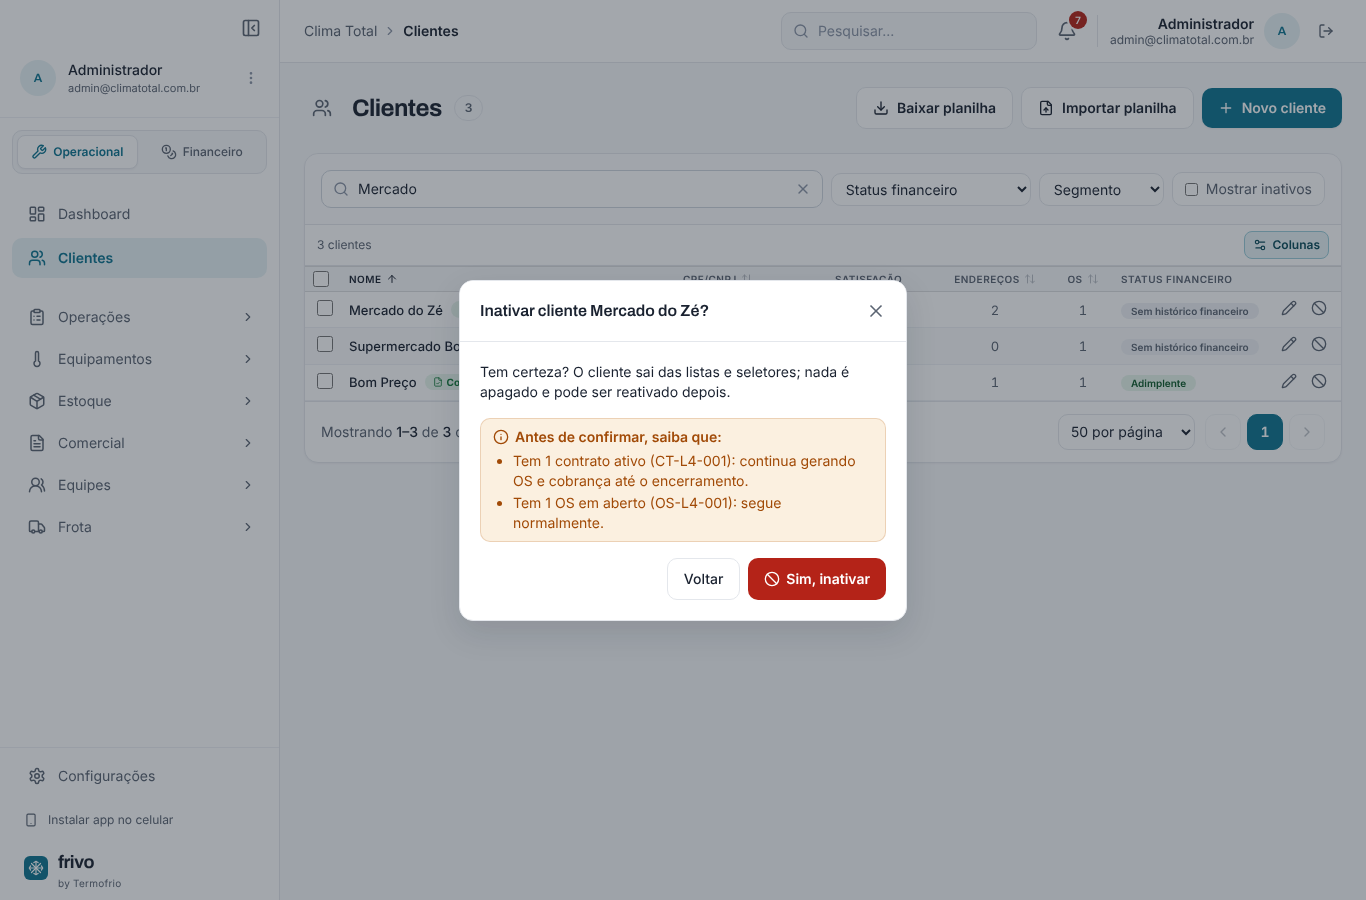 Clima Total > Clientes
Pesquisar...
7
Administrador
admin@climatotal.com.br
A
A
Administrador
admin@climatotal.com.br
Operacional
Financeiro
Dashboard
Clientes
Operações
Equipamentos
Estoque
Comercial
Equipes
Frota
Configurações
Instalar app no celular
frivo
by Termofrio
Clientes 3
Baixar planilha
Importar planilha
+ Novo cliente
Mercado
Status financeiro
Segmento
Mostrar inativos
3 clientes
Colunas
NOME ↑ CPF/CNPJ SATISFAÇÃO ENDEREÇOS OS STATUS FINANCEIRO
Mercado do Zé 2 1 Sem histórico financeiro
Supermercado 0 1 Sem histórico financeiro
Bom Preço 1 1 Adimplente
Mostrando 1–3 de 3
50 por página
1
Inativar cliente Mercado do Zé?
Tem certeza? O cliente sai das listas e seletores; nada é
apagado e pode ser reativado depois.
Antes de confirmar, saiba que:
• Tem 1 contrato ativo (CT-L4-001): continua gerando
OS e cobrança até o encerramento.
• Tem 1 OS em aberto (OS-L4-001): segue
normalmente.
Voltar
Sim, inativar